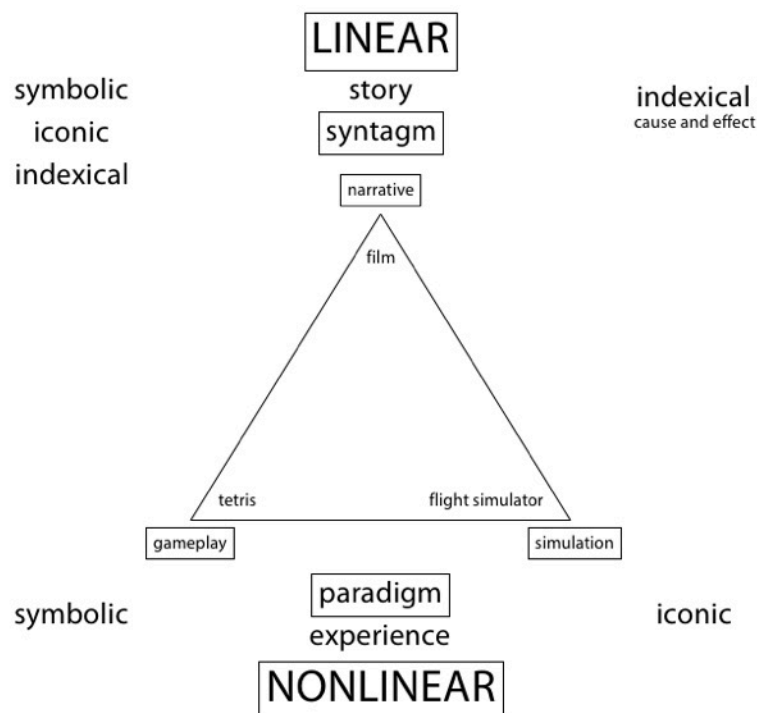 LINEAR
symbolic
story
indexical
cause and effect
iconic
syntagm
indexical
narrative
film
tetris
flight simulator
gameplay
simulation
paradigm
symbolic
iconic
experience
NONLINEAR